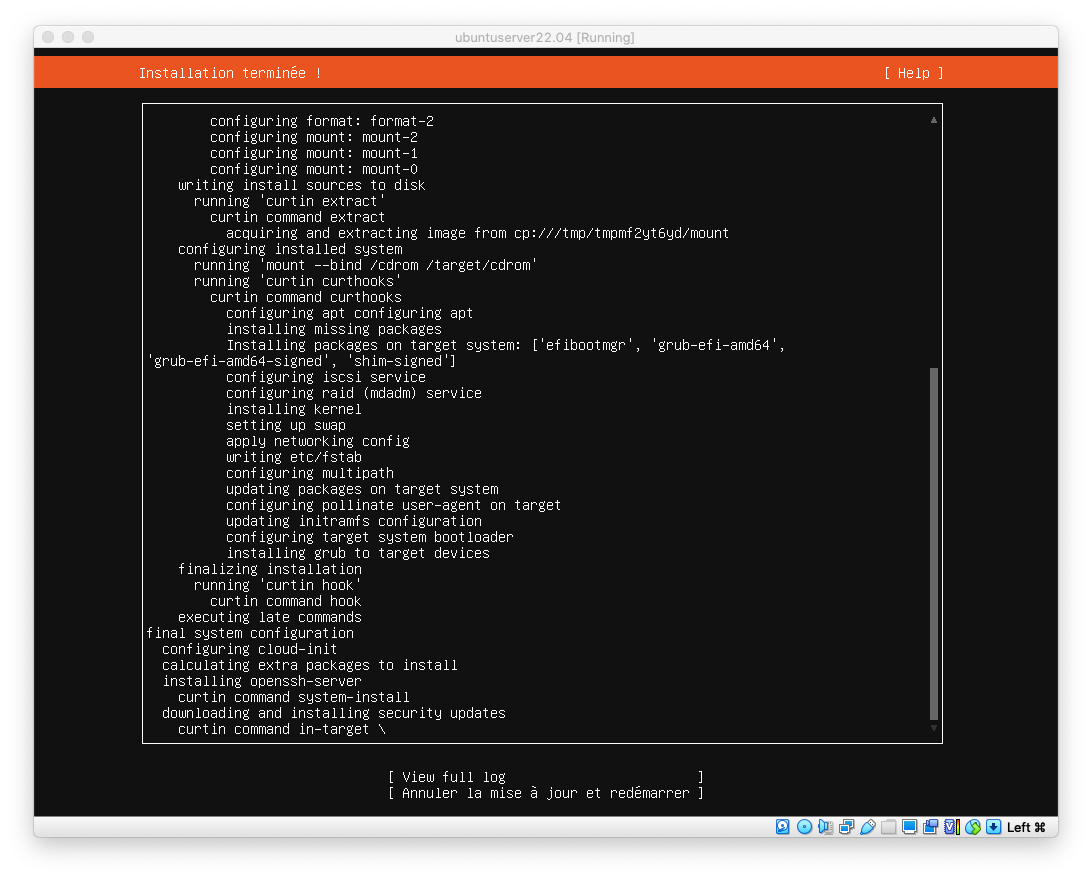 ubuntuserver22.04 [Running]
Installation terminée !
[ Help ]
configuring format: format-2
configuring mount: mount-2
configuring mount: mount-1
configuring mount: mount-0
writing install sources to disk
running 'curtin extract'
curtin command extract
acquiring and extracting image from cp:///tmp/tmpmf2yt6yd/mount
configuring installed system
running 'mount --bind /cdrom /target/cdrom'
running 'curtin curthooks'
curtin command curthooks
configuring apt configuring apt
installing missing packages
Installing packages on target system: ['efibootmgr', 'grub-efi-amd64',
'grub-efi-amd64-signed', 'shim-signed']
configuring iscsi service
configuring raid (mdadm) service
installing kernel
setting up swap
apply networking config
writing etc/fstab
configuring multipath
updating packages on target system
configuring pollinate user-agent on target
updating initramfs configuration
configuring target system bootloader
installing grub to target devices
finalizing installation
running 'curtin hook'
curtin command hook
executing late commands
final system configuration
configuring cloud-init
calculating extra packages to install
installing openssh-server
curtin command system-install
downloading and installing security updates
curtin command in-target \
[ View full log ]
[ Annuler la mise à jour et redémarrer ]
Left ⌘